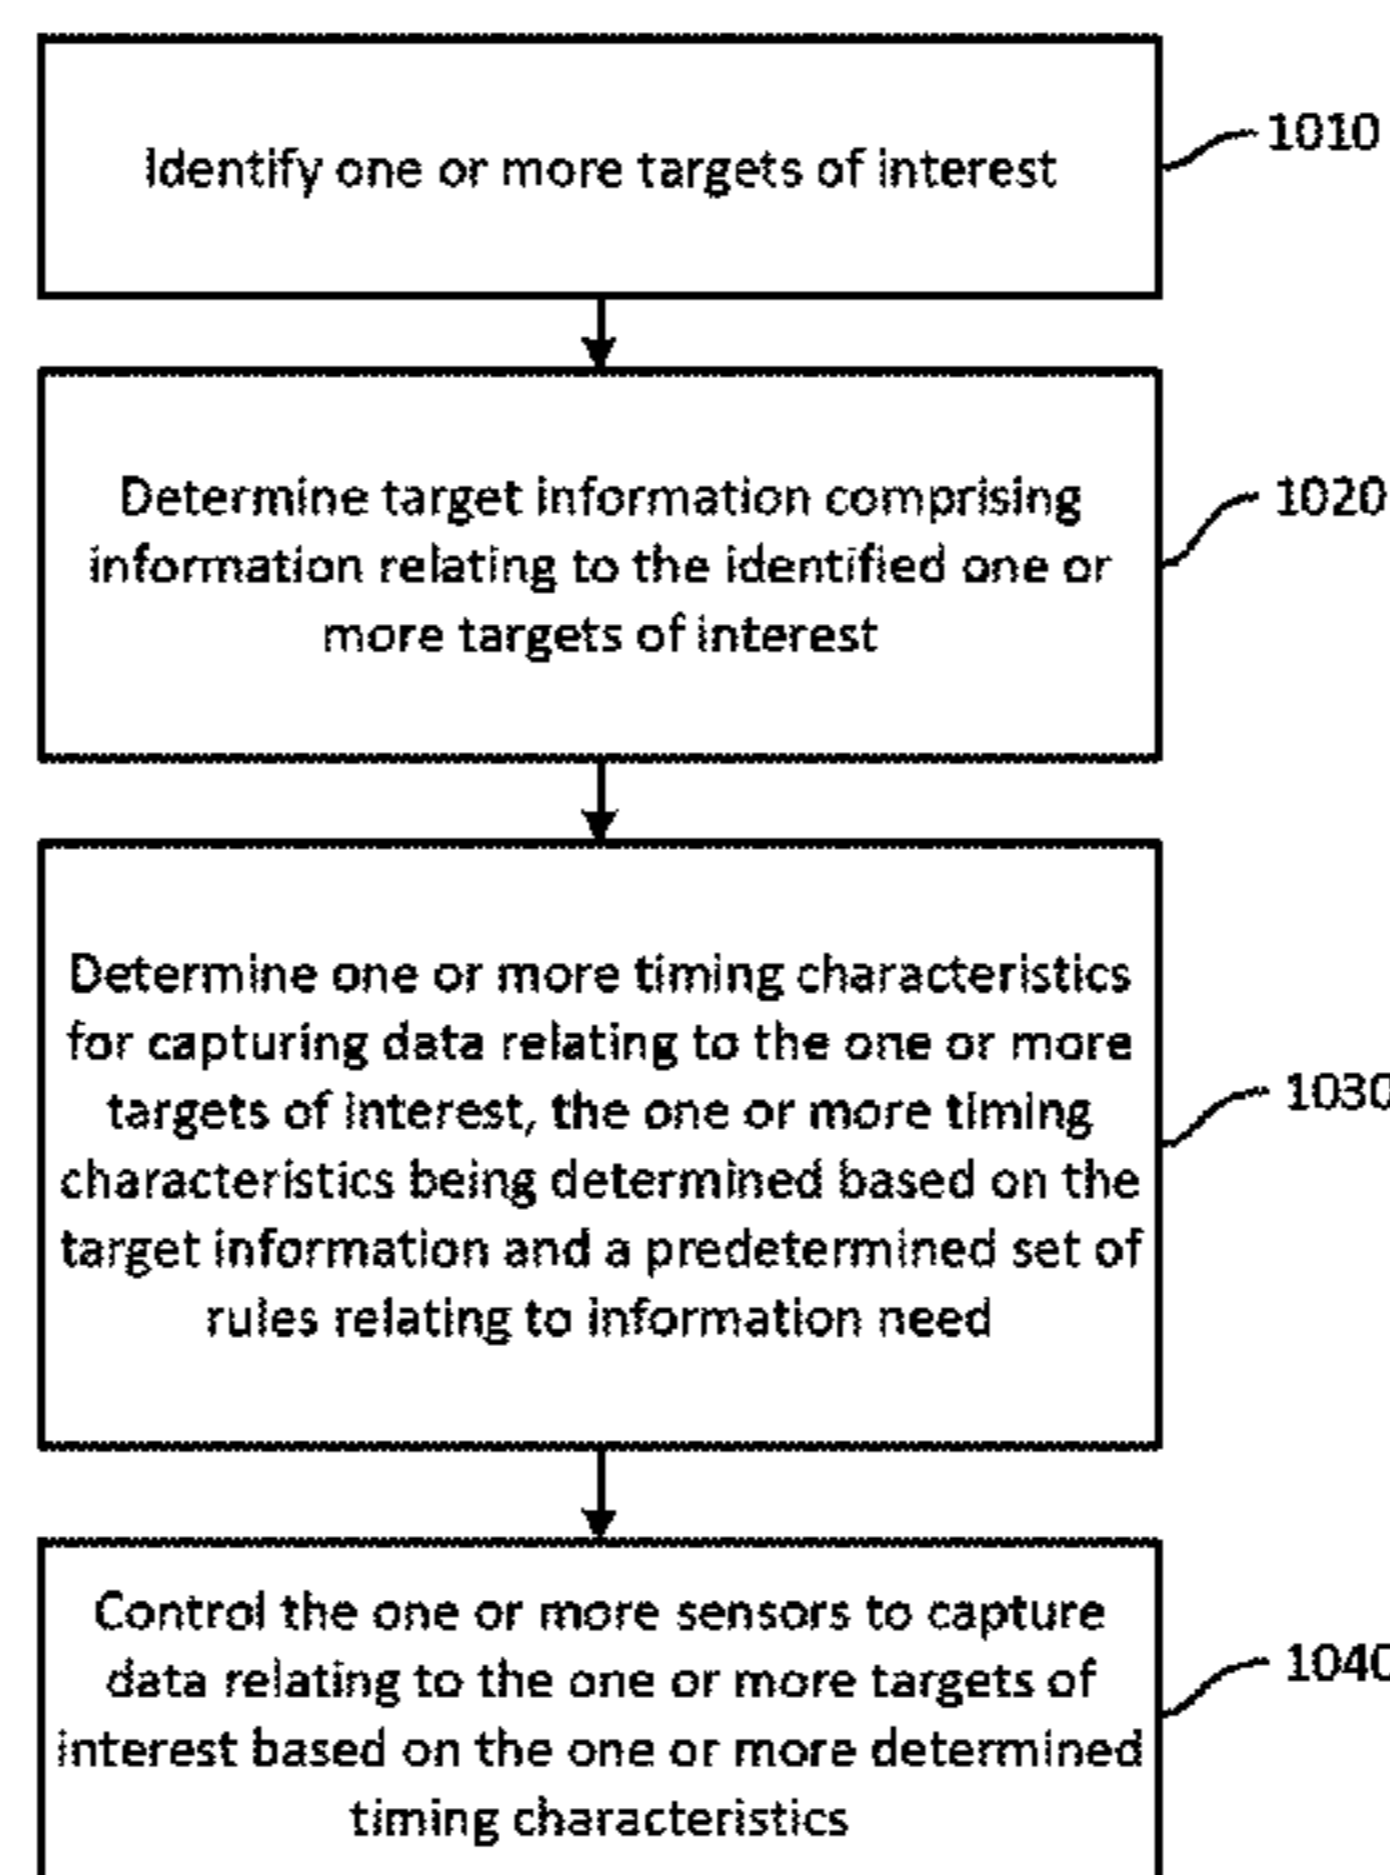 Identify one or more targets of interest
1010
Determine target information comprising
information relating to the identified one or
more targets of interest
1020
Determine one or more timing characteristics
for capturing data relating to the one or more
targets of interest, the one or more timing
characteristics being determined based on the
target information and a predetermined set of
rules relating to information need
1030
Control the one or more sensors to capture
data relating to the one or more targets of
interest based on the one or more determined
timing characteristics
1040